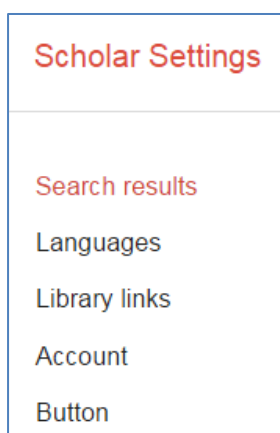 Scholar Settings
Search results
Languages
Library links
Account
Button